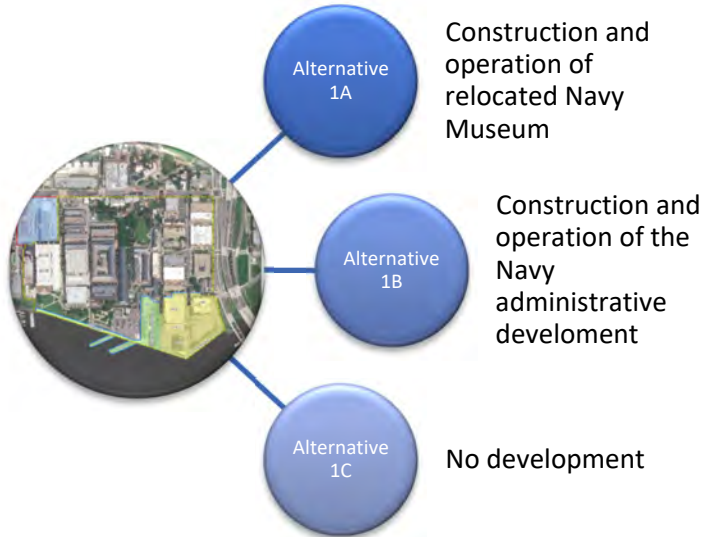 Alternative
1A
Construction and
operation of
relocated Navy
Museum
Alternative
1B
Construction and
operation of the
Navy
administrative
develoment
Alternative
1C
No development